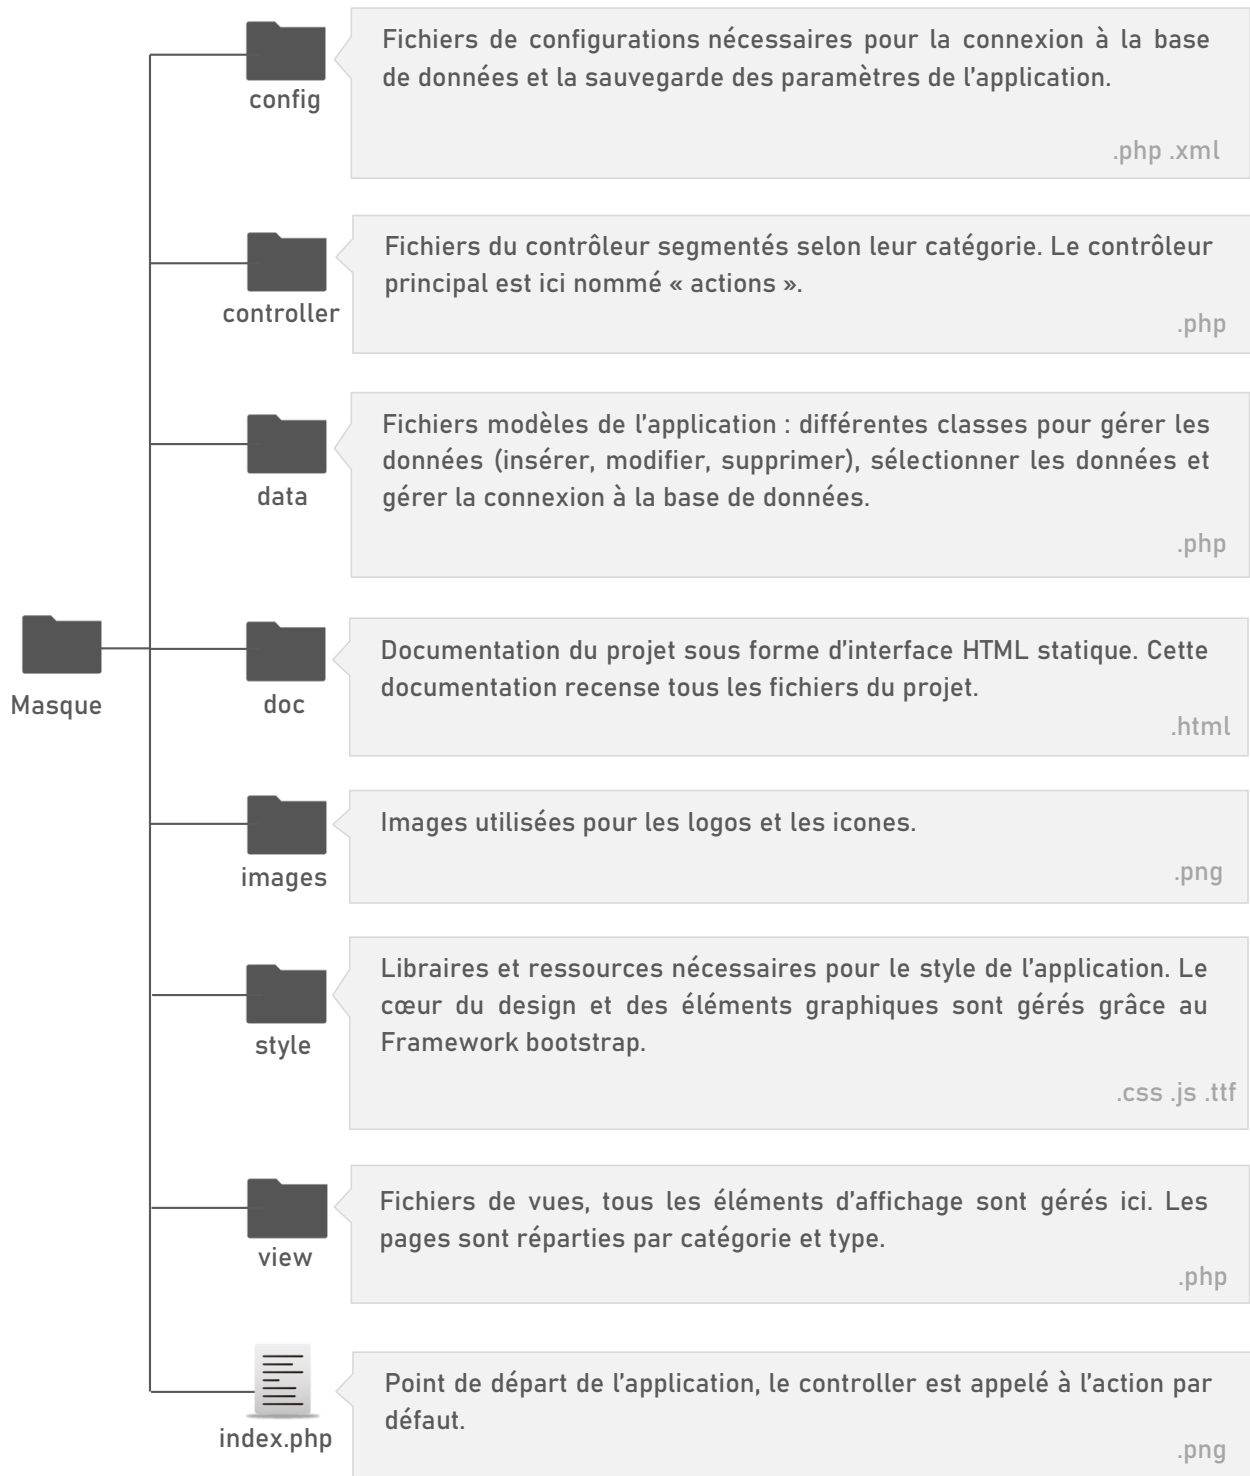 Fichiers de configurations nécessaires pour la connexion à la base
de données et la sauvegarde des paramètres de l’application.
.php .xml
config
Fichiers du contrôleur segmentés selon leur catégorie. Le contrôleur
principal est ici nommé « actions ».
.php
controller
Fichiers modèles de l’application : différentes classes pour gérer les
données (insérer, modifier, supprimer), sélectionner les données et
gérer la connexion à la base de données.
.php
data
Masque
Documentation du projet sous forme d’interface HTML statique. Cette
documentation recense tous les fichiers du projet.
.html
doc
Images utilisées pour les logos et les icones.
.png
images
Libraires et ressources nécessaires pour le style de l’application. Le
cœur du design et des éléments graphiques sont gérés grâce au
Framework bootstrap.
.css .js .ttf
style
Fichiers de vues, tous les éléments d’affichage sont gérés ici. Les
pages sont réparties par catégorie et type.
.php
view
Point de départ de l’application, le controller est appelé à l’action par
défaut.
.png
index.php